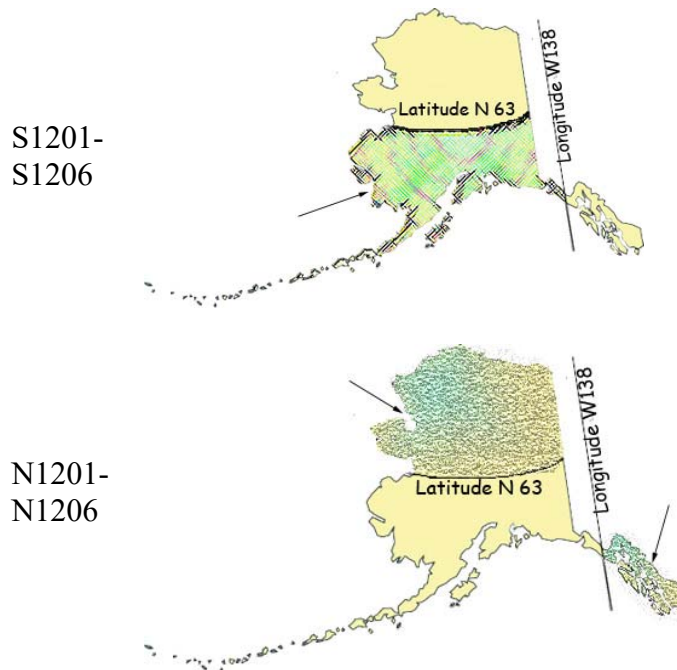 Latitude N 63
Longitude W138
S1201-
S1206
Longitude W138
Latitude N 63
N1201-
N1206